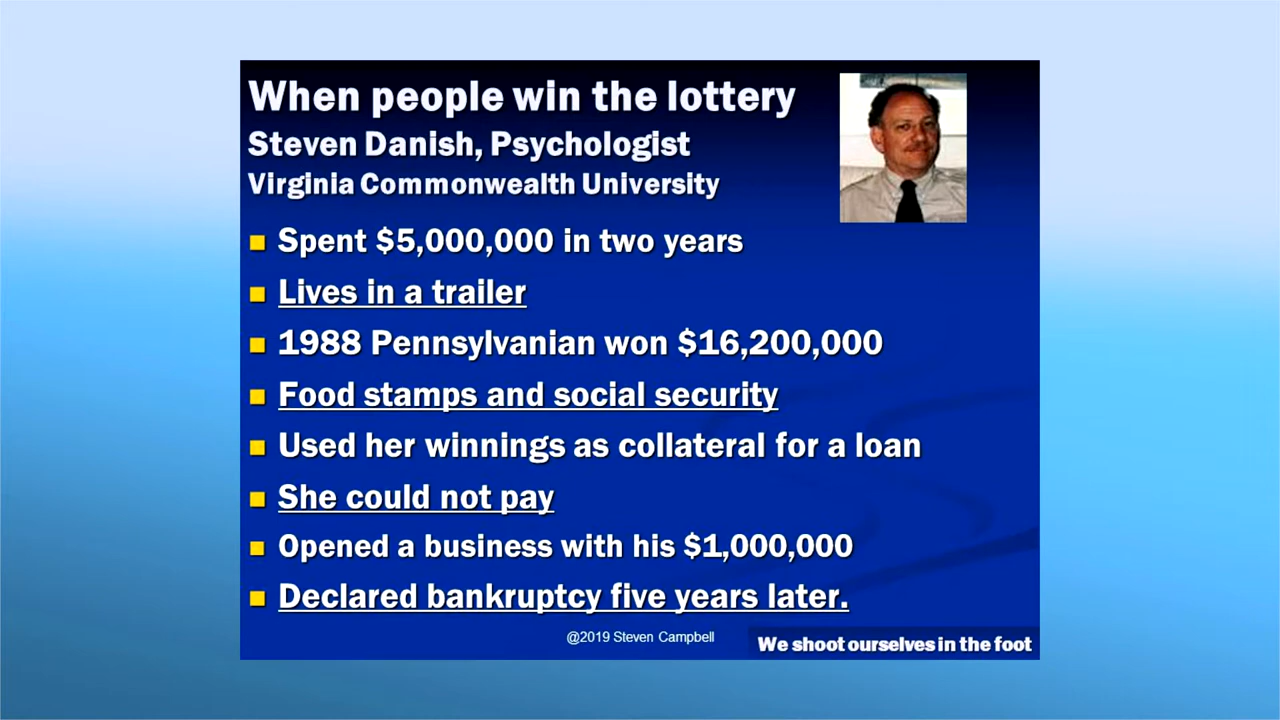 When people win the lottery
Steven Danish, Psychologist
Virginia Commonwealth University
Spent $5,000,000 in two years
Lives in a trailer
1988 Pennsylvanian won $16,200,000
Food stamps and social security
Used her winnings as collateral for a loan
She could not pay
Opened a business with his $1,000,000
Declared bankruptcy five years later.
@2019 Steven Campbell
We shoot ourselves in the foot